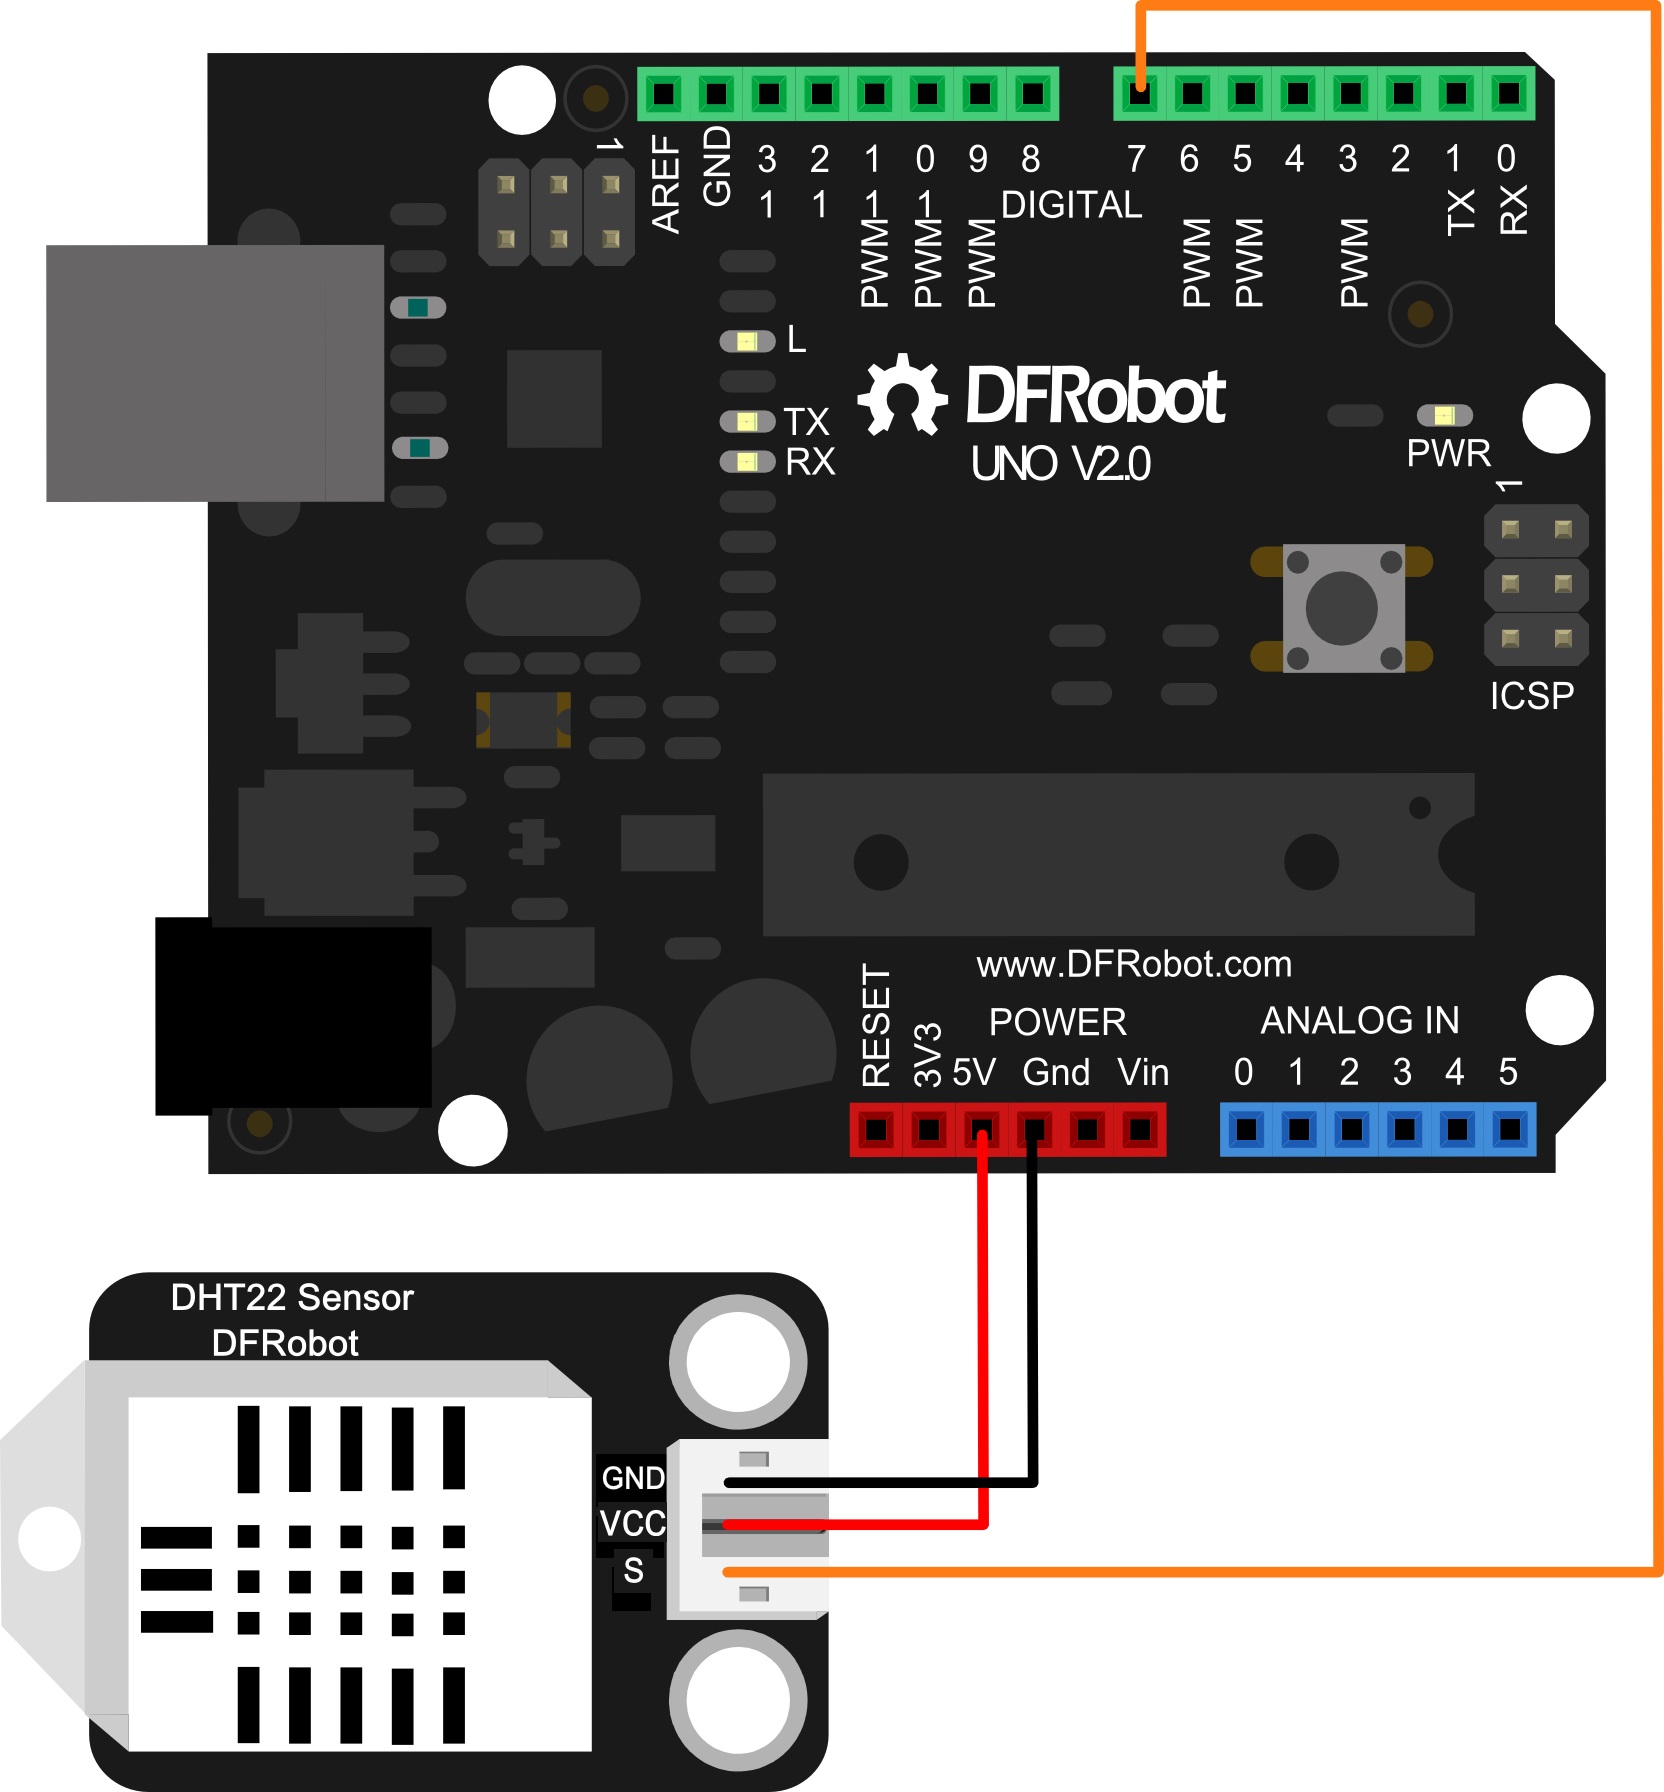 1
AREF
GND
3 2 1 0 9 8
1 1 1 1
7 6 5 4 3 2 1 0
DIGITAL
PWM PWM PWM
PWM PWM PWM
TX RX
L
TX
RX
DFRobot
UNO V2.0
PWR
1
ICSP
www.DFRobot.com
RESET
3V3
POWER
5V Gnd Vin
ANALOG IN
0 1 2 3 4 5
DHT22 Sensor
DFRobot
GND
VCC
S